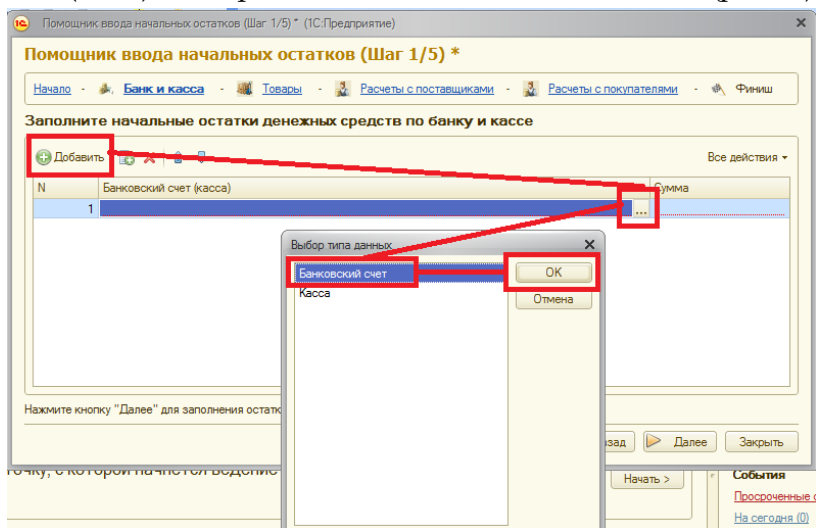 Помощник ввода начальных остатков (Шаг 1/5) * (1С:Предприятие)
Помощник ввода начальных остатков (Шаг 1/5) *
Начало - Банк и касса - Товары - Расчеты с поставщиками - Расчеты с покупателями - Финиш
Заполните начальные остатки денежных средств по банку и кассе
Добавить
Все действия
N Банковский счет (касса) Сумма
1 ...
Выбор типа данных
Банковский счет
OK
Касса
Отмена
Нажмите кнопку "Далее" для заполнения
Далее Закрыть
Начать >
События
Просроченные
На сегодня (0)